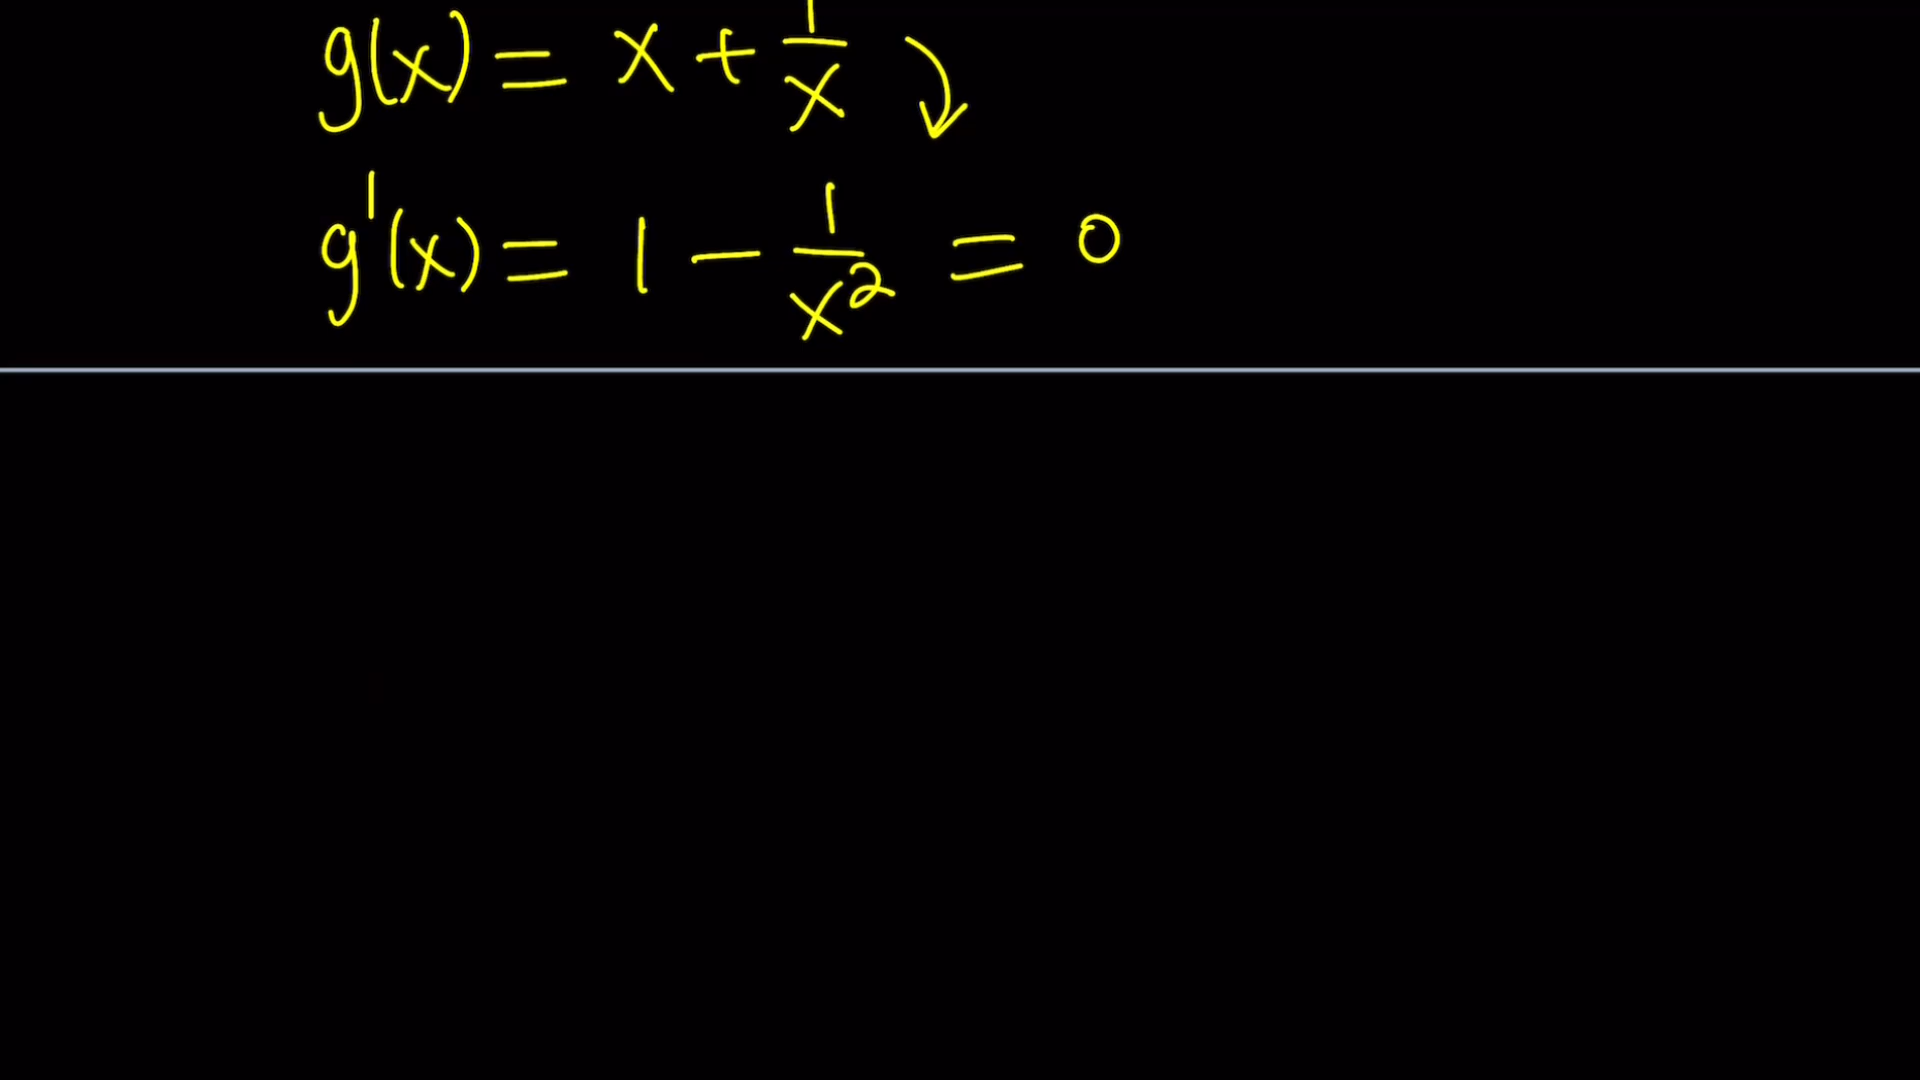 g(x) = x + 1/x
g'(x) = 1 - 1/x² = 0